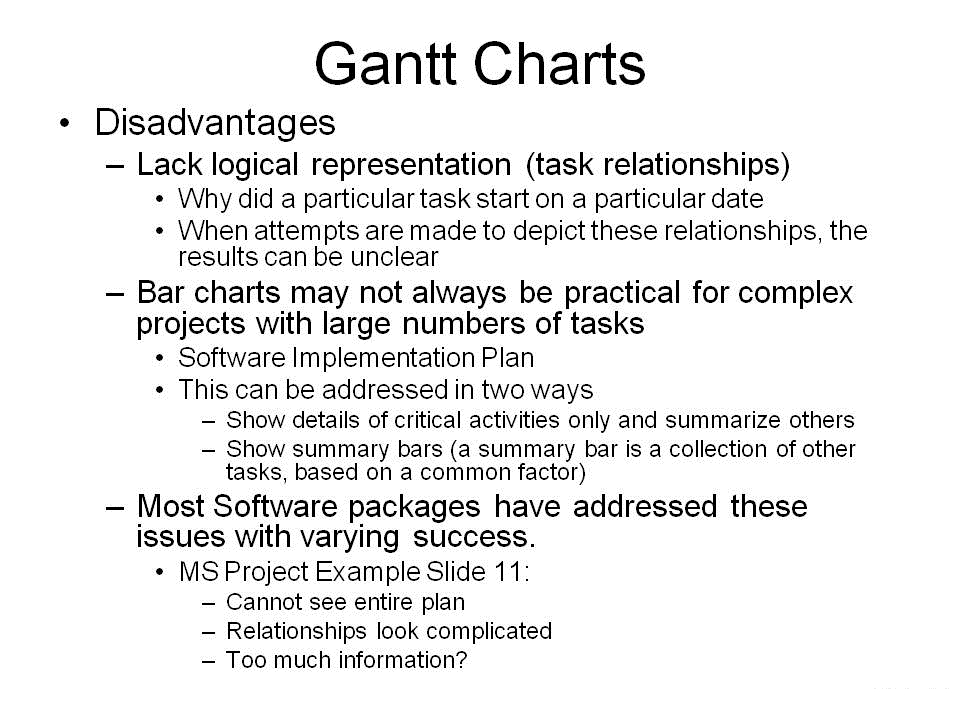 Gantt Charts
• Disadvantages
– Lack logical representation (task relationships)
• Why did a particular task start on a particular date
• When attempts are made to depict these relationships, the
results can be unclear
– Bar charts may not always be practical for complex
projects with large numbers of tasks
• Software Implementation Plan
• This can be addressed in two ways
– Show details of critical activities only and summarize others
– Show summary bars (a summary bar is a collection of other
tasks, based on a common factor)
– Most Software packages have addressed these
issues with varying success.
• MS Project Example Slide 11:
– Cannot see entire plan
– Relationships look complicated
– Too much information?